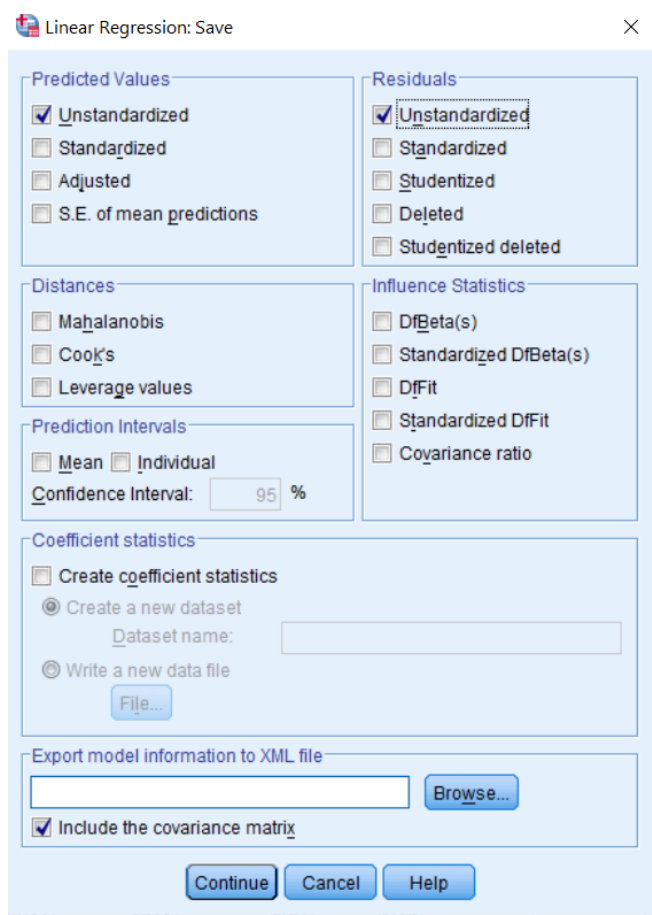 Linear Regression: Save
Predicted Values
Unstandardized
Standardized
Adjusted
S.E. of mean predictions
Residuals
Unstandardized
Standardized
Studentized
Deleted
Studentized deleted
Distances
Mahalanobis
Cook's
Leverage values
Influence Statistics
DfBeta(s)
Standardized DfBeta(s)
DfFit
Standardized DfFit
Covariance ratio
Prediction Intervals
Mean Individual
Confidence Interval: 95 %
Coefficient statistics
Create coefficient statistics
Create a new dataset
Dataset name:
Write a new data file
File...
Export model information to XML file
Browse...
Include the covariance matrix
Continue Cancel Help